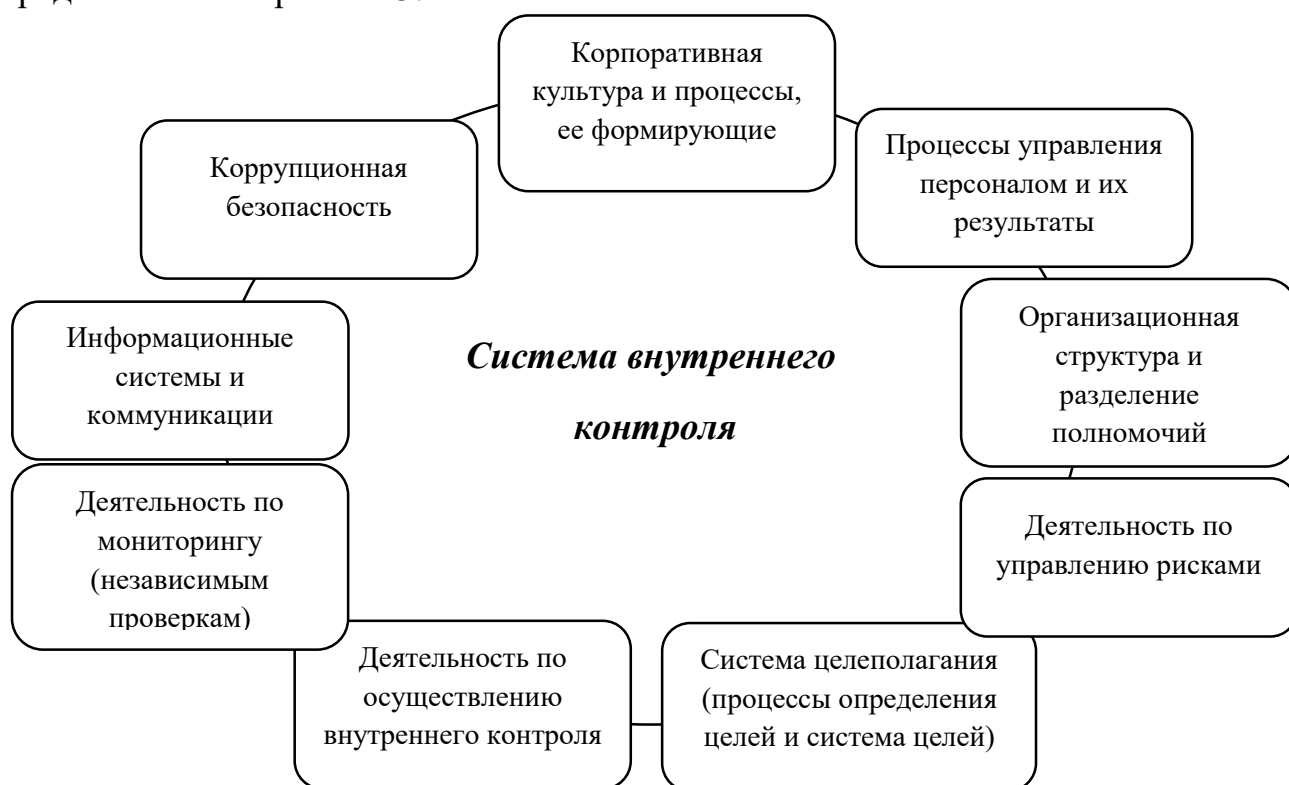 Корпоративная
культура и процессы,
ее формирующие
Процессы управления
персоналом и их
результаты
Организационная
структура и
разделение
полномочий
Деятельность по
управлению рисками
Система целеполагания
(процессы определения
целей и система целей)
Деятельность по
осуществлению
внутреннего контроля
Деятельность по
мониторингу
(независимым
проверкам)
Информационные
системы и
коммуникации
Коррупционная
безопасность
Система внутреннего
контроля